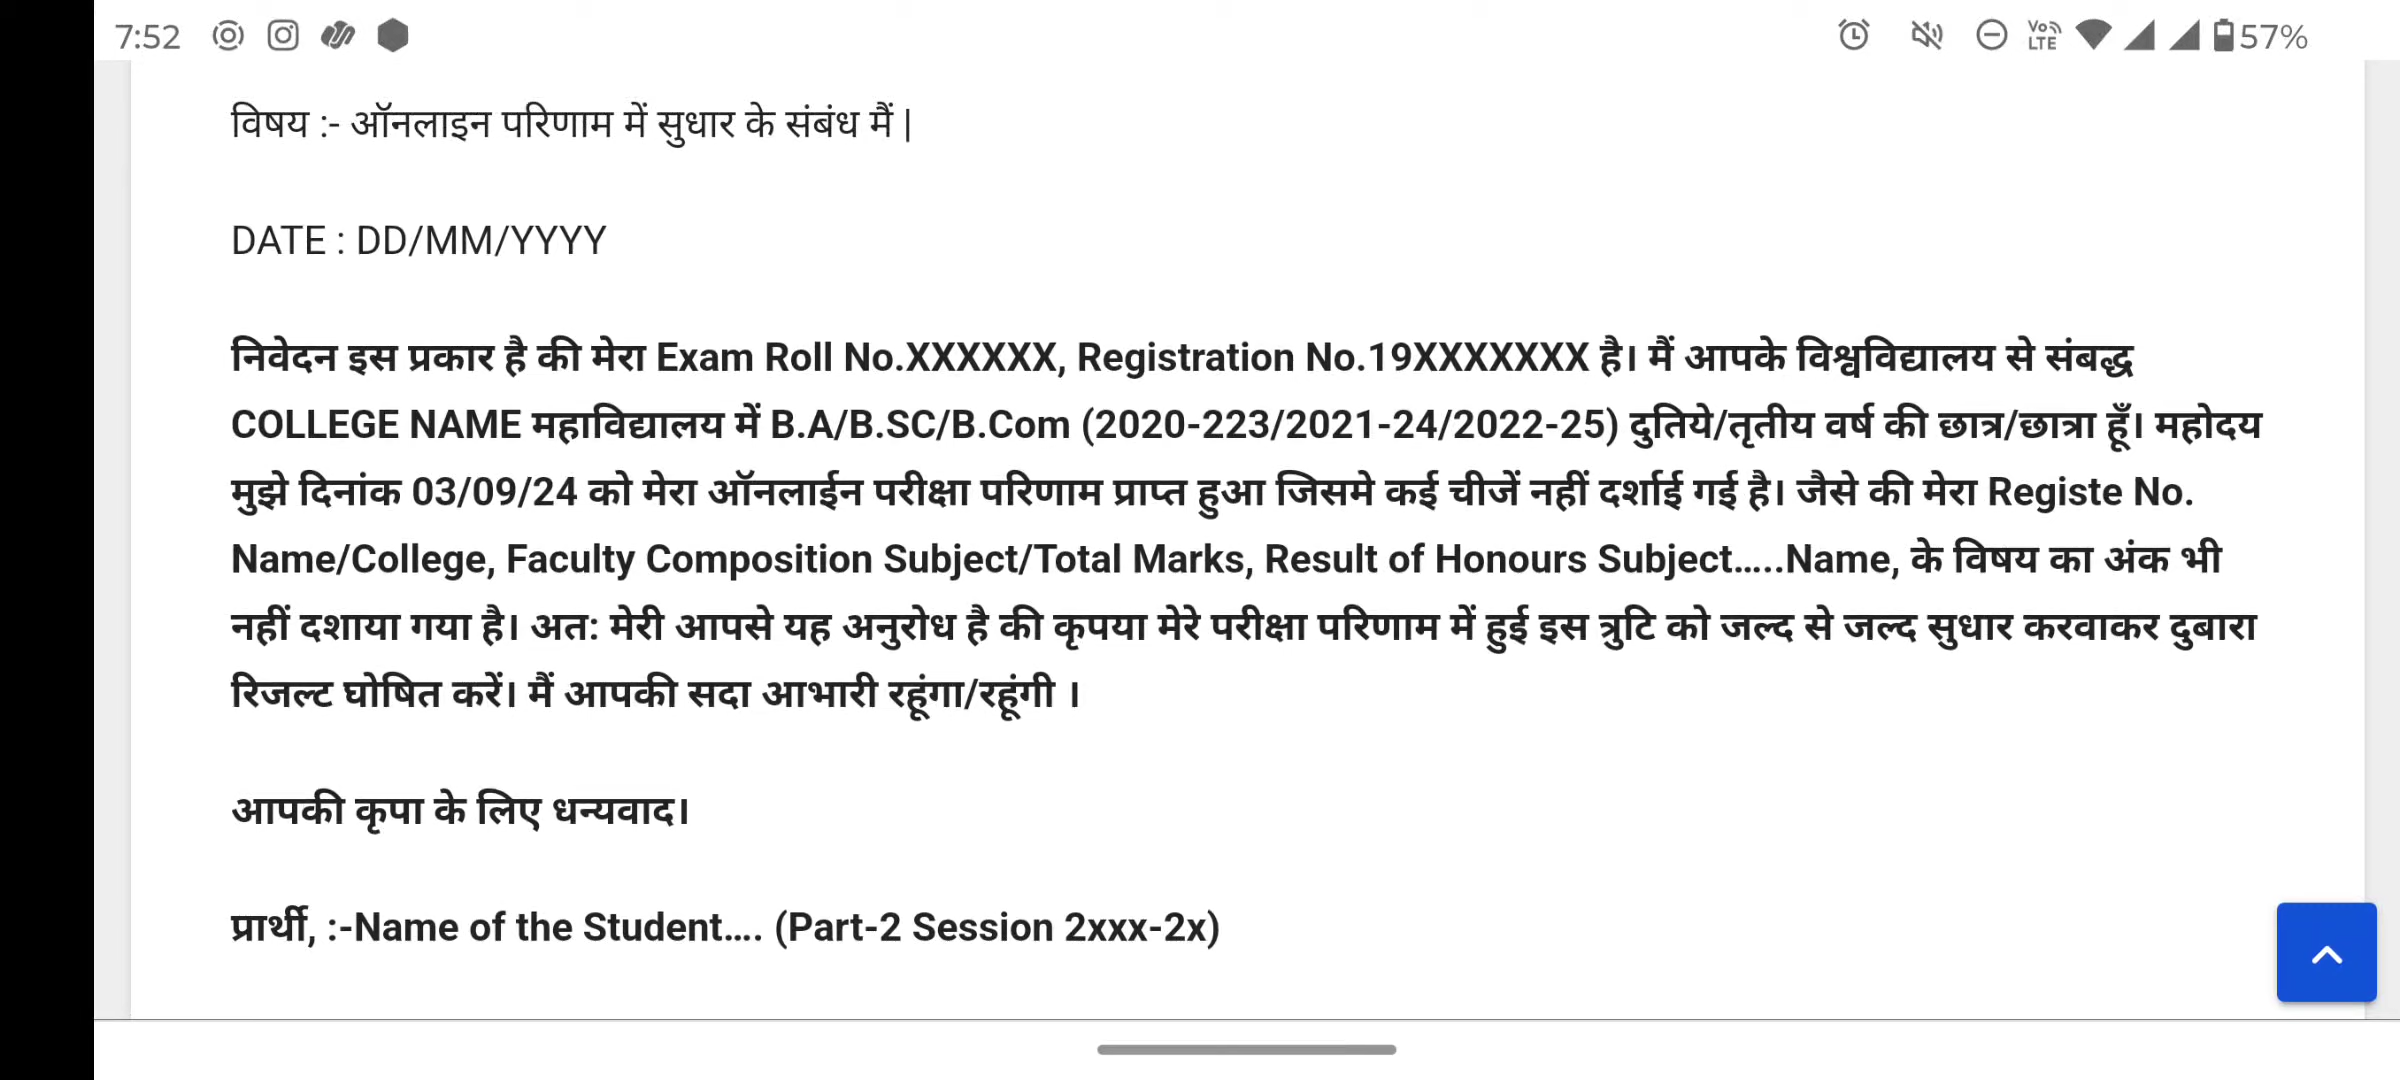 7:52
VoLTE 57%
विषय :- ऑनलाइन परिणाम में सुधार के संबंध मैं |
DATE : DD/MM/YYYY
निवेदन इस प्रकार है की मेरा Exam Roll No.XXXXXX, Registration No.19XXXXXXX है। मैं आपके विश्वविद्यालय से संबद्ध
COLLEGE NAME महाविद्यालय में B.A/B.SC/B.Com (2020-223/2021-24/2022-25) दुतिये/तृतीय वर्ष की छात्र/छात्रा हूँ। महोदय
मुझे दिनांक 03/09/24 को मेरा ऑनलाईन परीक्षा परिणाम प्राप्त हुआ जिसमे कई चीजें नहीं दर्शाई गई है। जैसे की मेरा Registe No.
Name/College, Faculty Composition Subject/Total Marks, Result of Honours Subject.....Name, के विषय का अंक भी
नहीं दशाया गया है। अत: मेरी आपसे यह अनुरोध है की कृपया मेरे परीक्षा परिणाम में हुई इस त्रुटि को जल्द से जल्द सुधार करवाकर दुबारा
रिजल्ट घोषित करें। मैं आपकी सदा आभारी रहूंगा/रहूंगी ।
आपकी कृपा के लिए धन्यवाद।
प्रार्थी, :-Name of the Student.... (Part-2 Session 2xxx-2x)